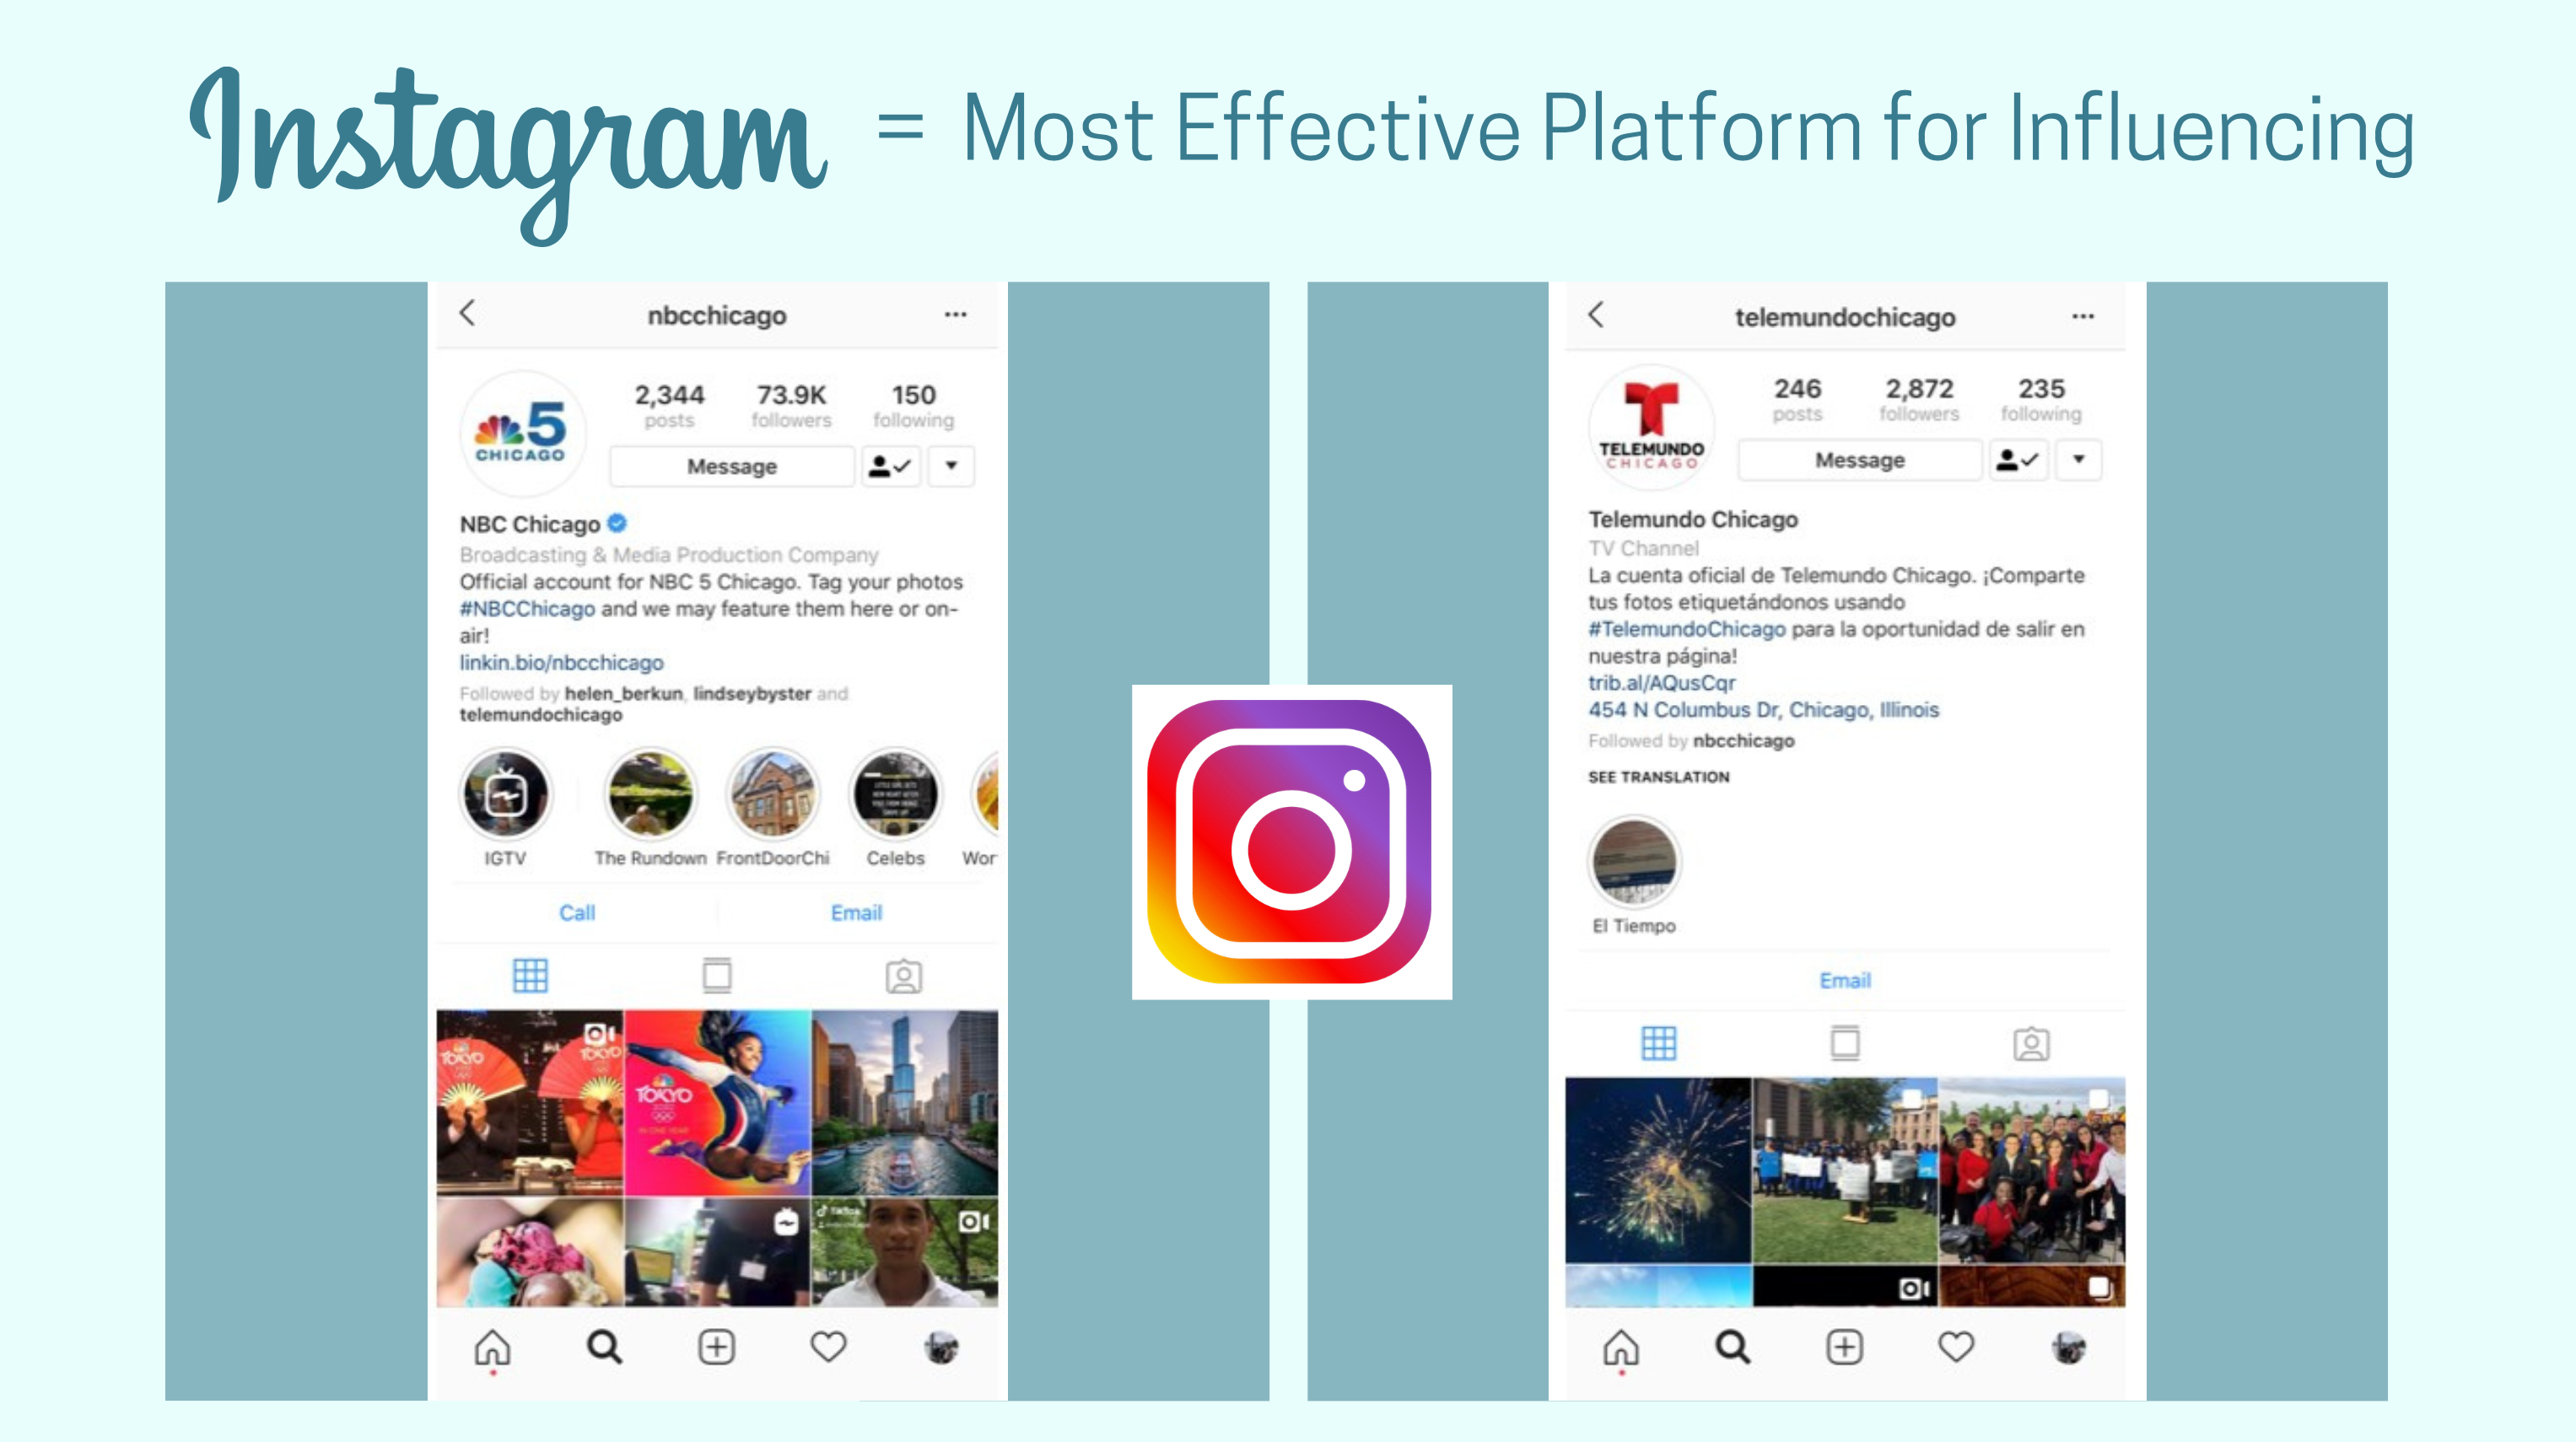 Instagram = Most Effective Platform for Influencing
nbcchicago
5
CHICAGO
2,344 73.9K 150
posts followers following
Message
NBC Chicago
Broadcasting & Media Production Company
Official account for NBC 5 Chicago. Tag your photos
#NBCChicago and we may feature them here or on-
air!
linkin.bio/nbcchicago
Followed by helen_berkun, lindseybyster and
telemundochicago
IGTV The Rundown FrontDoorChi Celebs Wor
Call Email
TOKYO TOKYO
TOKYO
2020
IN ONE YEAR
TikTok
telemundochicago
TELEMUNDO
CHICAGO
246 2,872 235
posts followers following
Message
Telemundo Chicago
TV Channel
La cuenta oficial de Telemundo Chicago. ¡Comparte
tus fotos etiquetándonos usando
#TelemundoChicago para la oportunidad de salir en
nuestra página!
trib.al/AQusCqr
454 N Columbus Dr, Chicago, Illinois
Followed by nbcchicago
SEE TRANSLATION
El Tiempo
Email